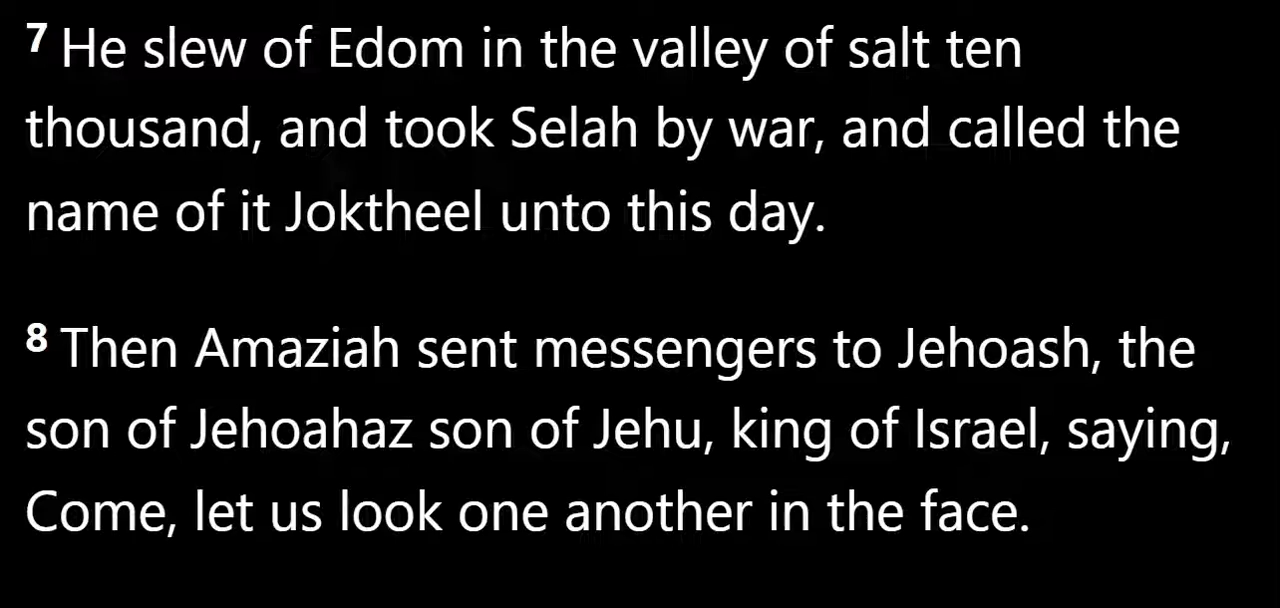 7 He slew of Edom in the valley of salt ten
thousand, and took Selah by war, and called the
name of it Joktheel unto this day.
8 Then Amaziah sent messengers to Jehoash, the
son of Jehoahaz son of Jehu, king of Israel, saying,
Come, let us look one another in the face.